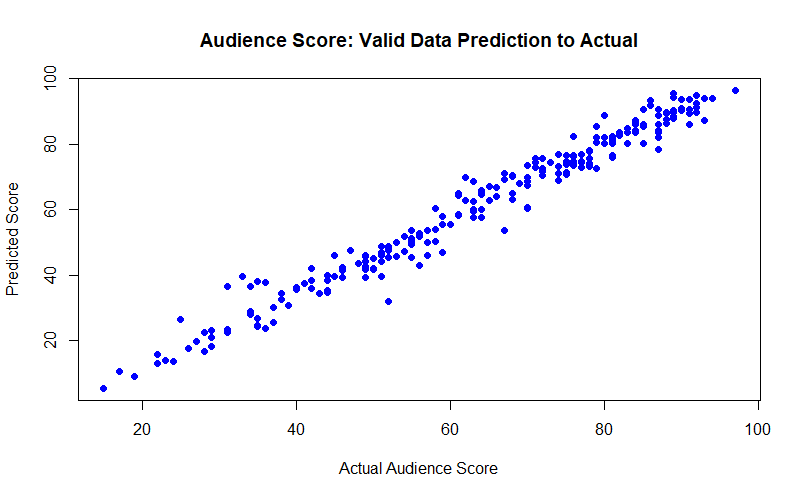 Audience Score: Valid Data Prediction to Actual
Predicted Score
100
80
60
40
20
20 40 60 80 100
Actual Audience Score